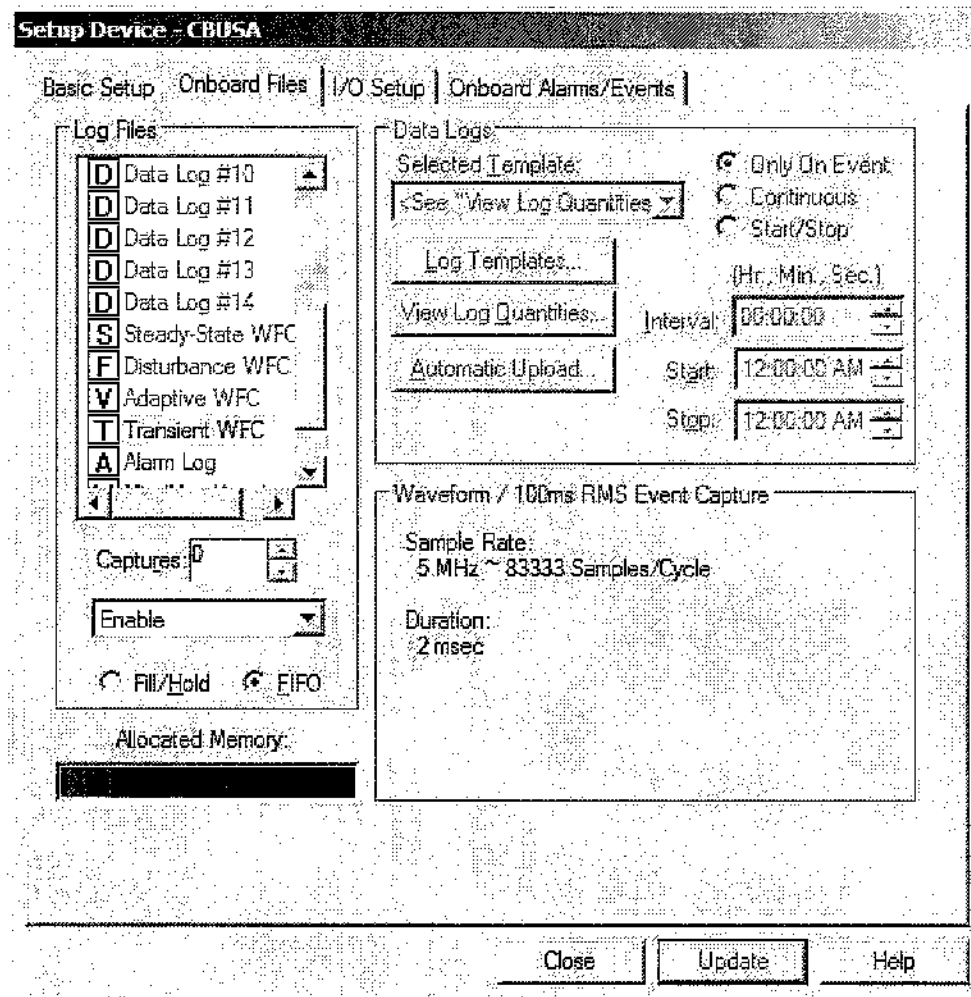 Setup Device - CBUSA
Basic Setup Onboard Files I/O Setup Onboard Alarms/Events
Log Files
D Data Log #10
D Data Log #11
D Data Log #12
D Data Log #13
D Data Log #14
S Steady-State WFC
F Disturbance WFC
V Adaptive WFC
T Transient WFC
A Alarm Log
Captures: 0
Enable
Fill/Hold FIFO
Allocated Memory:
Data Logs:
Selected Template:
<See "View Log Quantities
Log Templates...
View Log Quantities...
Automatic Upload...
Only On Event
Continuous
Start/Stop
(Hr., Min., Sec.)
Interval: 00:00:00
Start: 12:00:00 AM
Stop: 12:00:00 AM
Waveform / 100ms RMS Event Capture
Sample Rate:
5 MHz ~ 83333 Samples/Cycle
Duration:
2 msec
Close Update Help